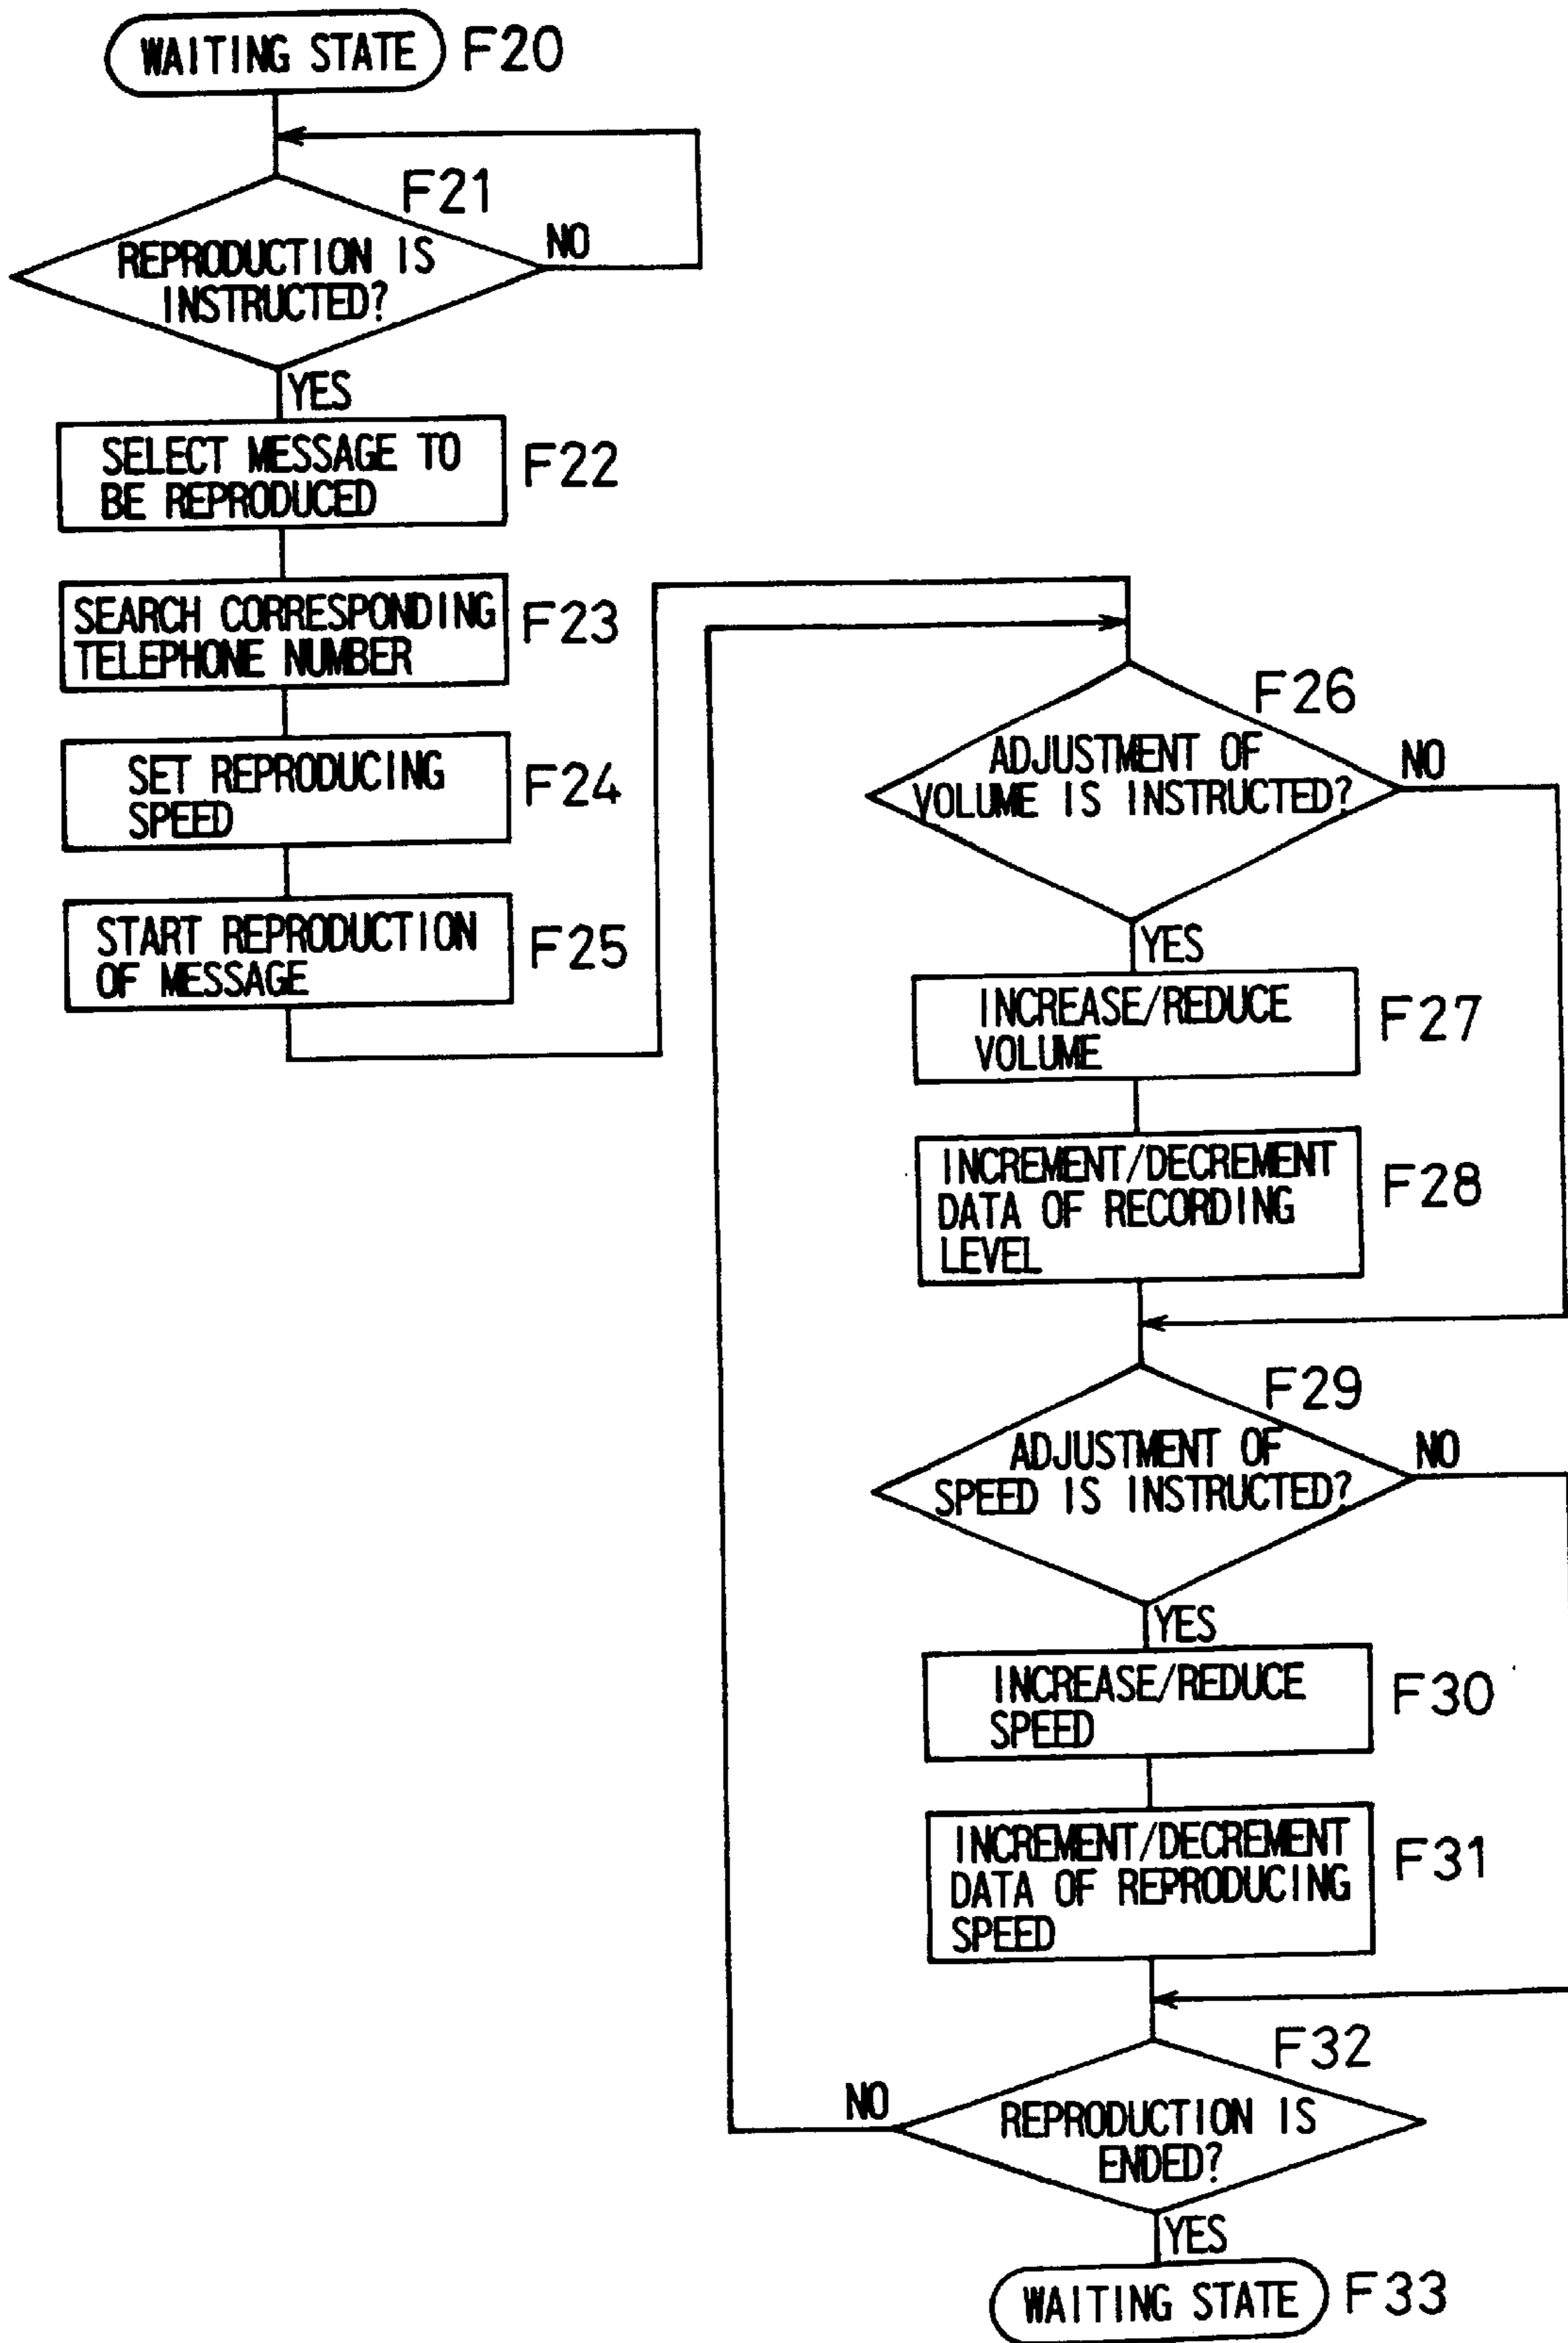 WAITING STATE F20
F21
REPRODUCTION IS
INSTRUCTED?
NO
YES
SELECT MESSAGE TO
BE REPRODUCED
F22
SEARCH CORRESPONDING
TELEPHONE NUMBER
F23
SET REPRODUCING
SPEED
F24
START REPRODUCTION
OF MESSAGE
F25
F26
ADJUSTMENT OF
VOLUME IS INSTRUCTED?
NO
YES
INCREASE/REDUCE
VOLUME
F27
INCREMENT/DECREMENT
DATA OF RECORDING
LEVEL
F28
F29
ADJUSTMENT OF
SPEED IS INSTRUCTED?
NO
YES
INCREASE/REDUCE
SPEED
F30
INCREMENT/DECREMENT
DATA OF REPRODUCING
SPEED
F31
F32
NO
REPRODUCTION IS
ENDED?
YES
WAITING STATE F33